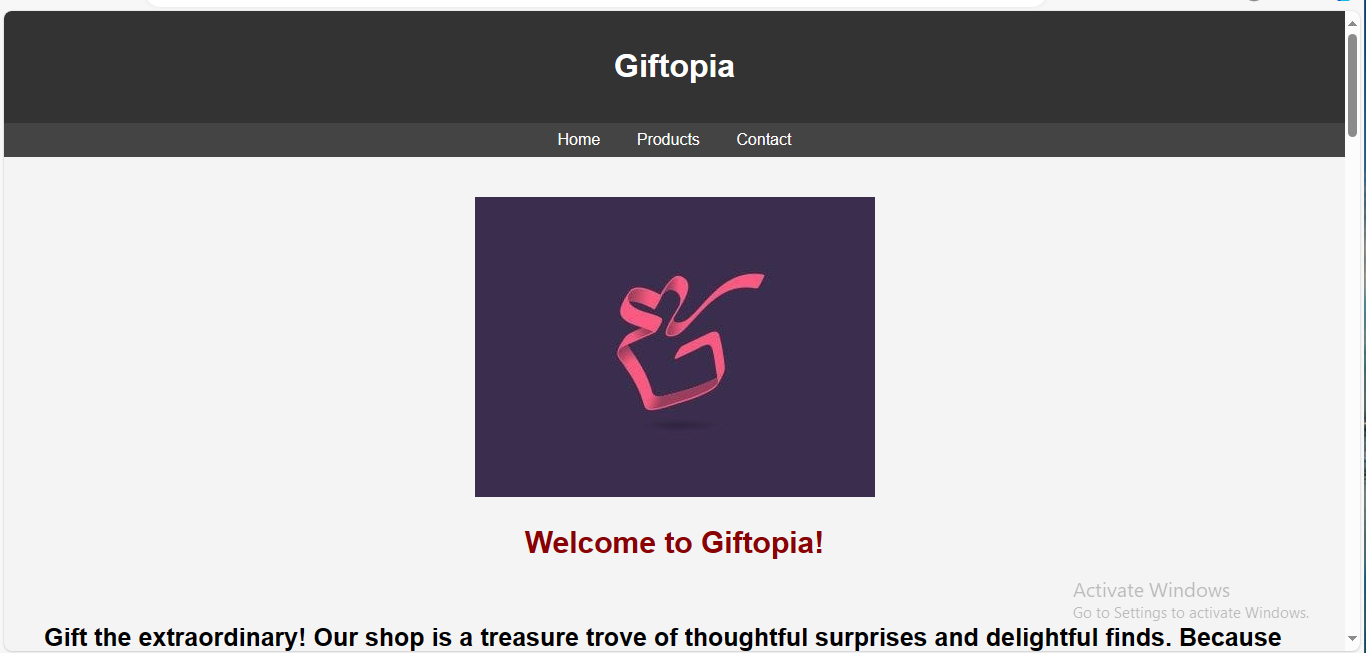 Giftopia
Home Products Contact
Welcome to Giftopia!
Activate Windows
Go to Settings to activate Windows.
Gift the extraordinary! Our shop is a treasure trove of thoughtful surprises and delightful finds. Because